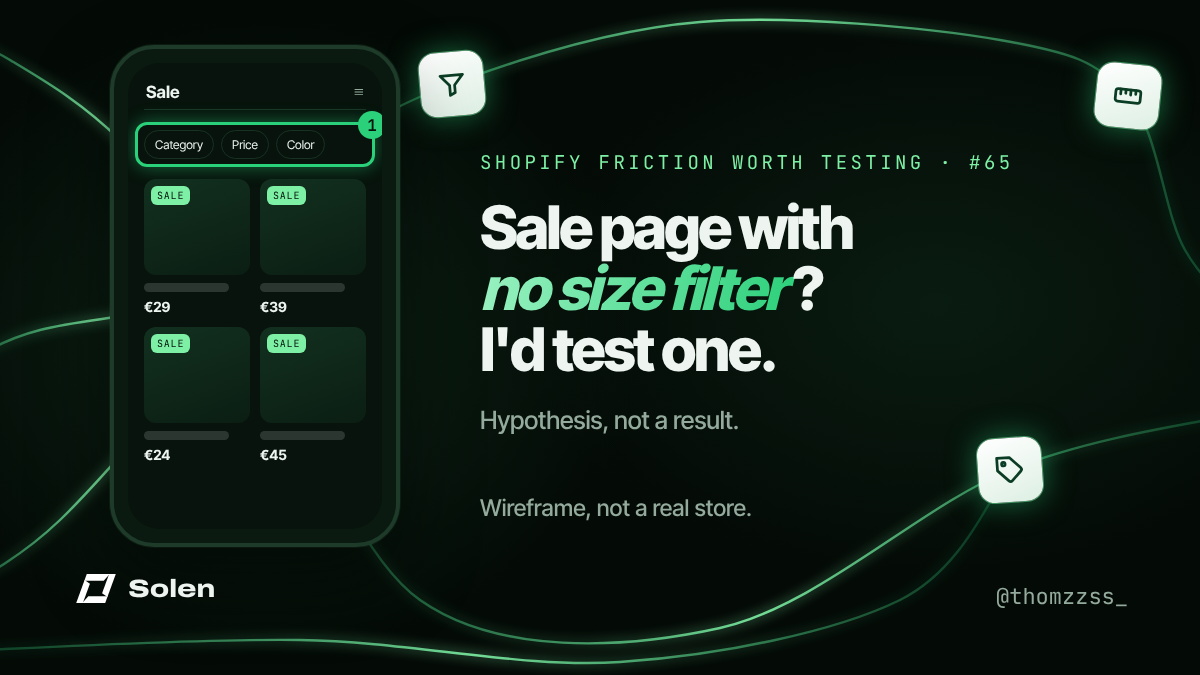 Sale
1
Category Price Color
SALE SALE
€29 €39
SALE SALE
€24 €45
SHOPIFY FRICTION WORTH TESTING · #65
Sale page with
no size filter?
I'd test one.
Hypothesis, not a result.
Wireframe, not a real store.
Solen
@thomzzss_